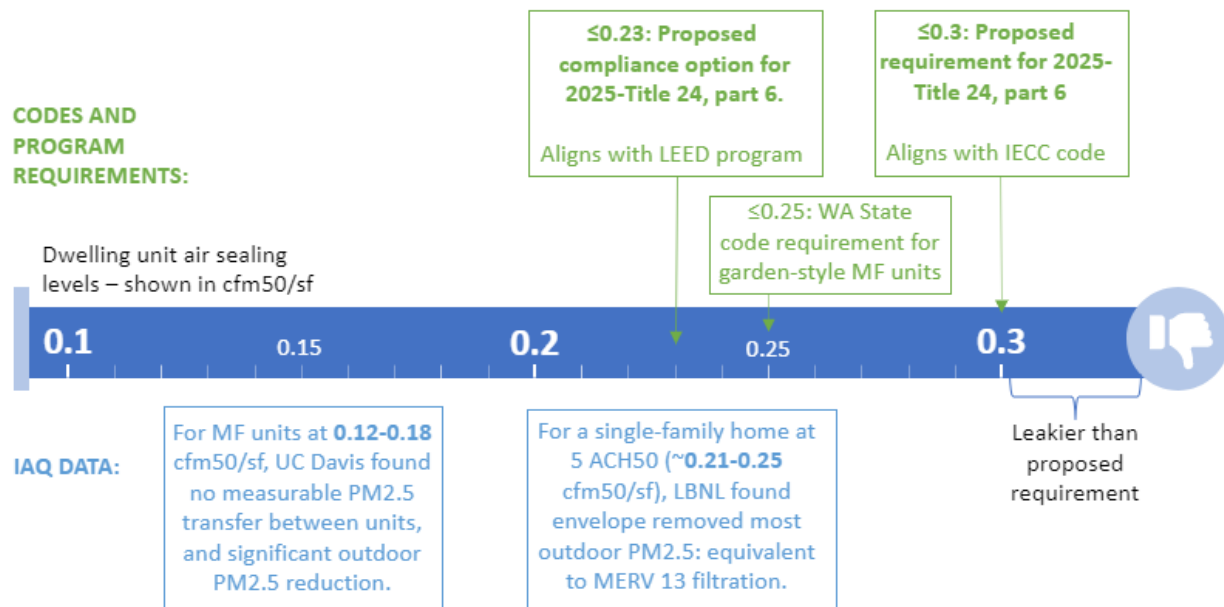 ≤0.23: Proposed
compliance option for
2025-Title 24, part 6.
Aligns with LEED program
≤0.3: Proposed
requirement for 2025-
Title 24, part 6
Aligns with IECC code
CODES AND
PROGRAM
REQUIREMENTS:
≤0.25: WA State
code requirement for
garden-style MF units
Dwelling unit air sealing
levels – shown in cfm50/sf
0.1 0.15 0.2 0.25 0.3
IAQ DATA:
For MF units at 0.12-0.18
cfm50/sf, UC Davis found
no measurable PM2.5
transfer between units,
and significant outdoor
PM2.5 reduction.
For a single-family home at
5 ACH50 (~0.21-0.25
cfm50/sf), LBNL found
envelope removed most
outdoor PM2.5: equivalent
to MERV 13 filtration.
Leakier than
proposed
requirement